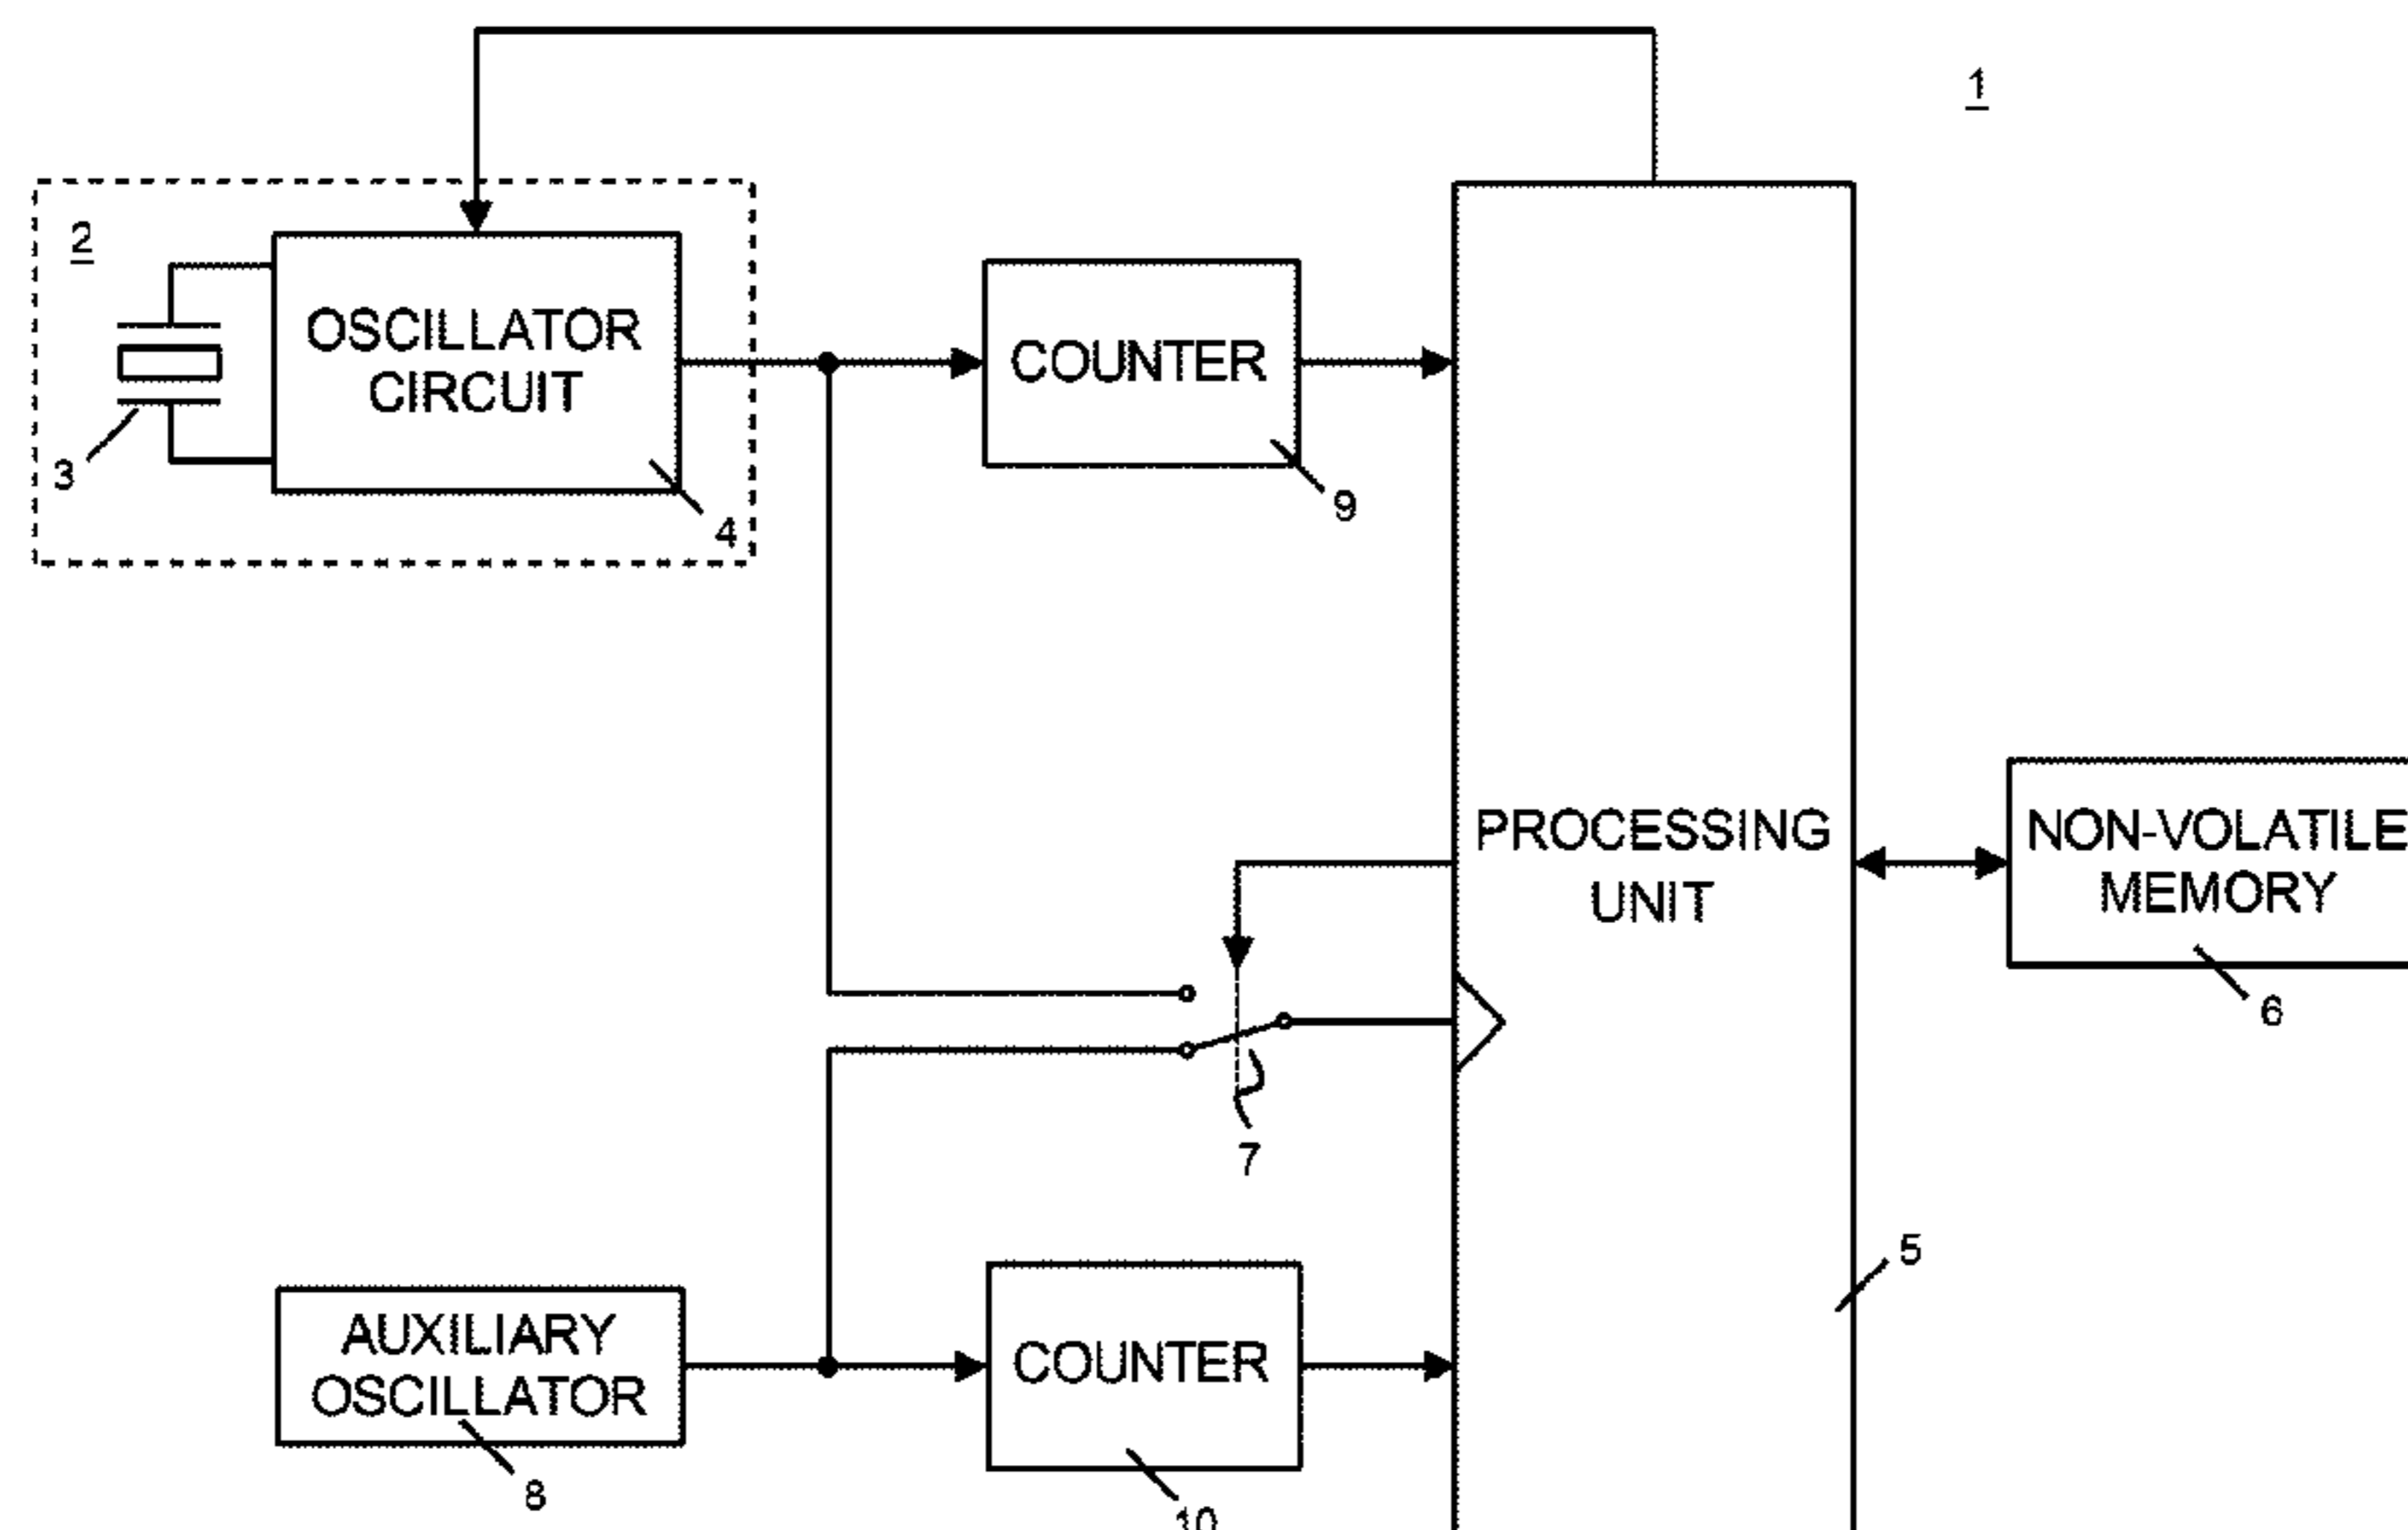 1
2
OSCILLATOR
CIRCUIT
3
4
COUNTER
9
PROCESSING
UNIT
NON-VOLATILE
MEMORY
6
7
5
AUXILIARY
OSCILLATOR
8
COUNTER
10